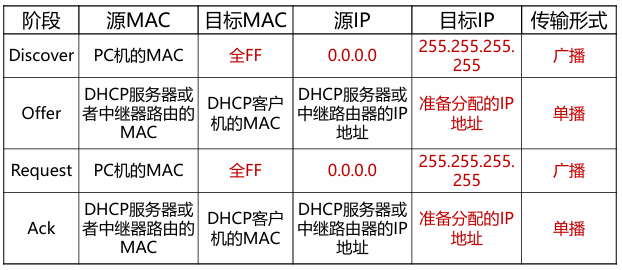 阶段 源MAC 目标MAC 源IP 目标IP 传输形式
Discover PC机的MAC 全FF 0.0.0.0 255.255.255.
255 广播
Offer DHCP服务器或
者中继器路由的
MAC DHCP客户
机的MAC DHCP服务器或
中继路由器的IP
地址 准备分配的IP
地址 单播
Request PC机的MAC 全FF 0.0.0.0 255.255.255.
255 广播
Ack DHCP服务器或
者中继器路由的
MAC DHCP客户
机的MAC DHCP服务器或
中继路由器的IP
地址 准备分配的IP
地址 单播